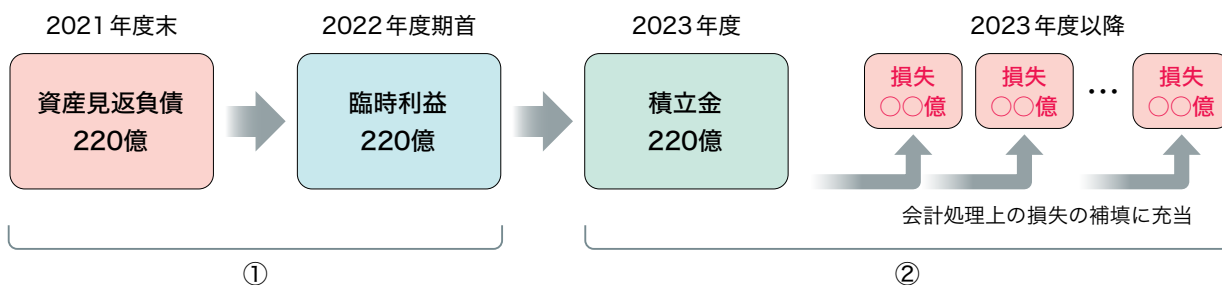 2021年度末
2022年度期首
2023年度
2023年度以降
資産見返負債
220億
臨時利益
220億
積立金
220億
損失
○○億
損失
○○億
…
損失
○○億
会計処理上の損失の補填に充当
①
②